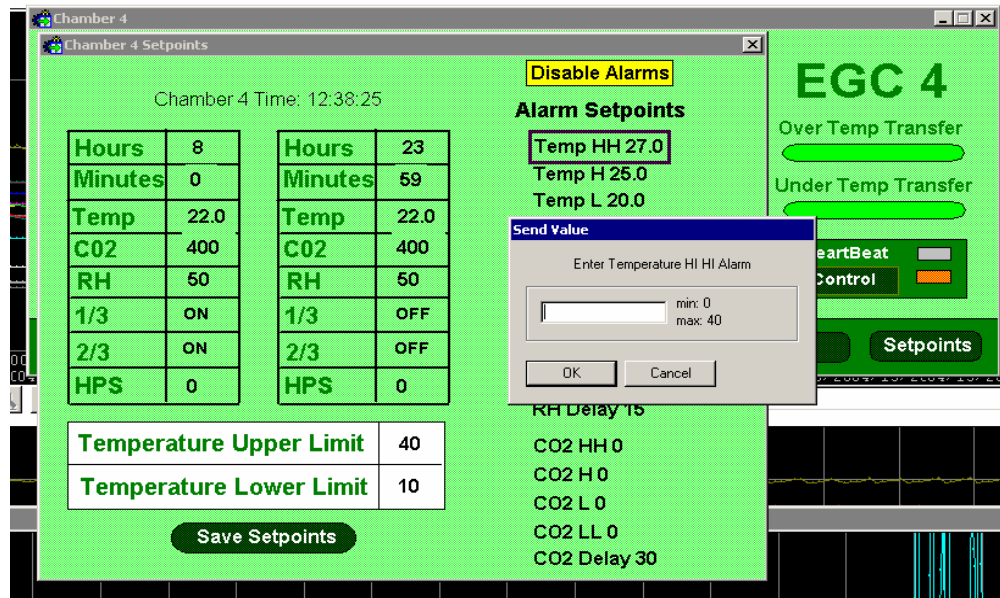 Chamber 4
Chamber 4 Setpoints
Chamber 4 Time: 12:38:25
Hours 8
Minutes 0
Temp 22.0
C02 400
RH 50
1/3 ON
2/3 ON
HPS 0
Hours 23
Minutes 59
Temp 22.0
C02 400
RH 50
1/3 OFF
2/3 OFF
HPS 0
Temperature Upper Limit 40
Temperature Lower Limit 10
Save Setpoints
Disable Alarms
Alarm Setpoints
Temp HH 27.0
Temp H 25.0
Temp L 20.0
Send Value
Enter Temperature HI HI Alarm
min: 0
max: 40
OK Cancel
RH Delay 15
CO2 HH 0
CO2 H 0
CO2 L 0
CO2 LL 0
CO2 Delay 30
EGC 4
Over Temp Transfer
Under Temp Transfer
eartBeat
Control
Setpoints